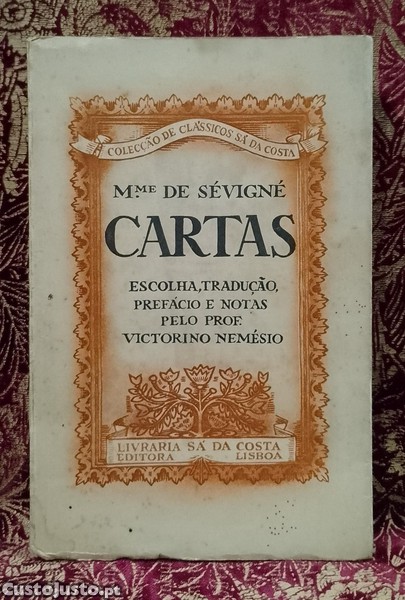 COLECÇÃO DE CLÁSSICOS SÁ DA COSTA
M.ME DE SÉVIGNÉ
CARTAS
ESCOLHA, TRADUÇÃO,
PREFÁCIO E NOTAS
PELO PROF.
VICTORINO NEMÉSIO
LIVRARIA SÁ DA COSTA
EDITORA LISBOA
CustoJusto.pt